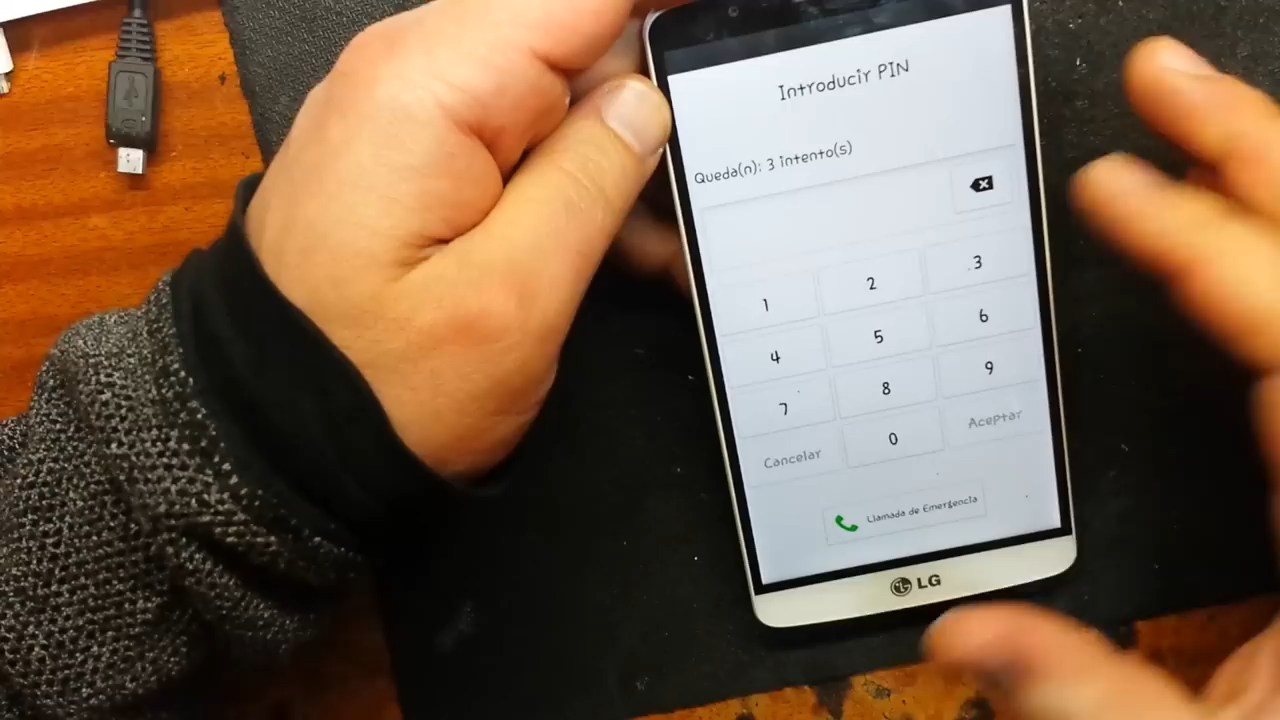 Introducir PIN
Queda(n): 3 intento(s)
1 2 3
4 5 6
7 8 9
Cancelar 0 Aceptar
Llamada de Emergencia
LG